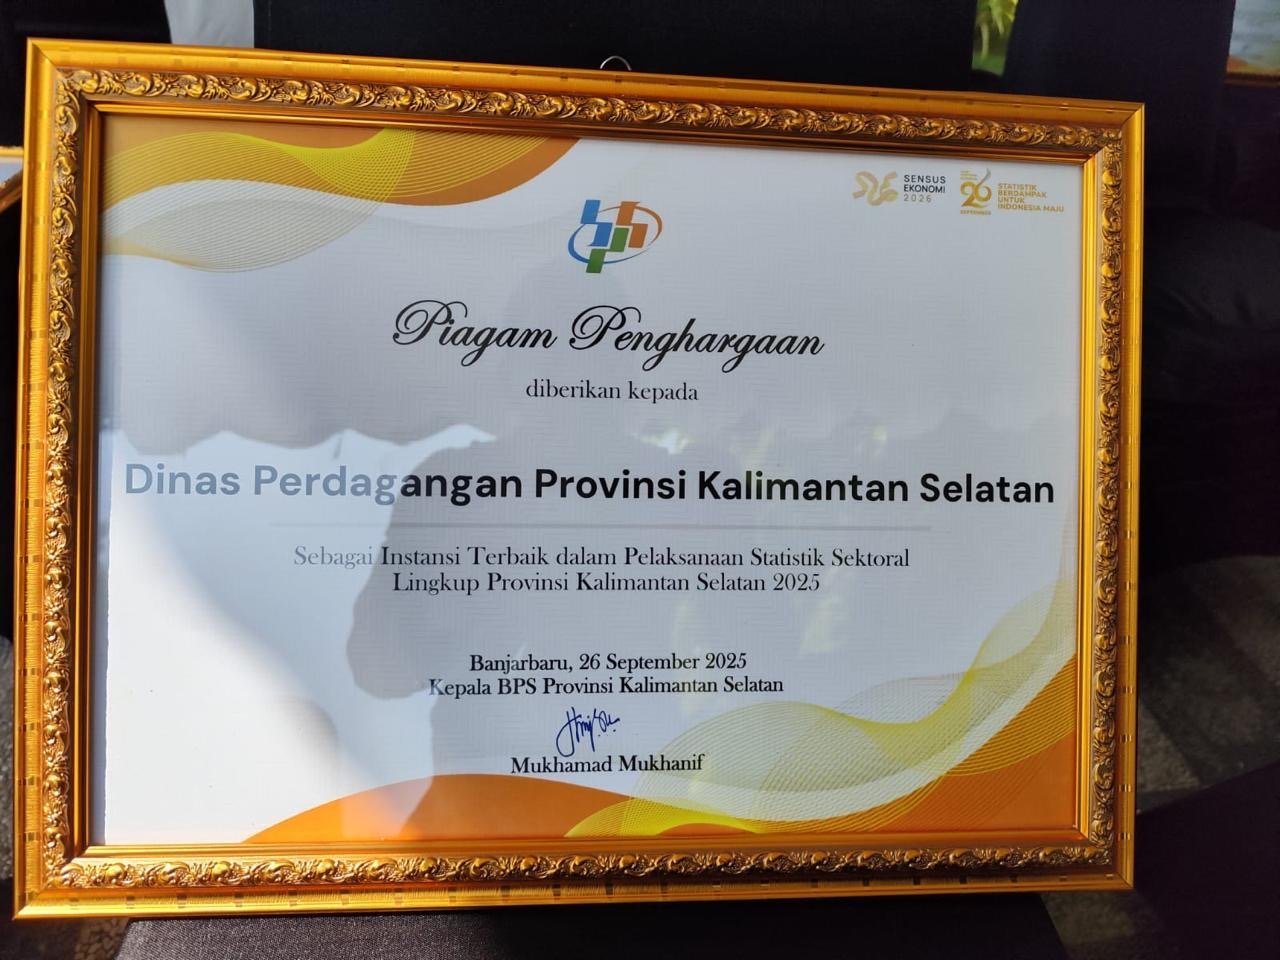 SENSUS
EKONOMI
2026
26
SEPTEMBER
STATISTIK
BERDAMPAK
UNTUK
INDONESIA MAJU
Piagam Penghargaan
diberikan kepada
Dinas Perdagangan Provinsi Kalimantan Selatan
Sebagai Instansi Terbaik dalam Pelaksanaan Statistik Sektoral
Lingkup Provinsi Kalimantan Selatan 2025
Banjarbaru, 26 September 2025
Kepala BPS Provinsi Kalimantan Selatan
Mukhamad Mukhanif